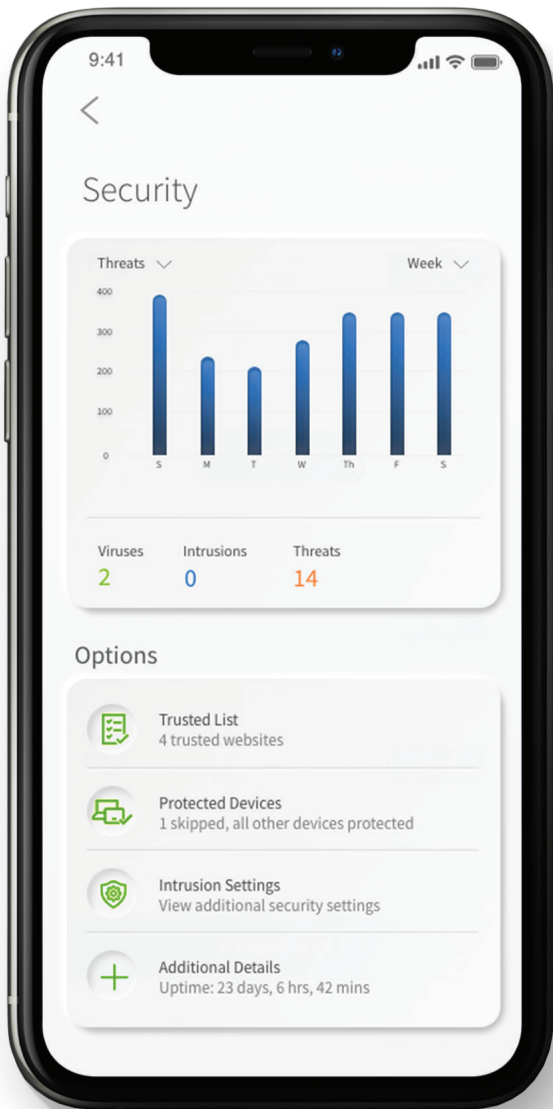 9:41
Security
Threats Week
400
300
200
100
0
S M T W Th F S
Viruses Intrusions Threats
2 0 14
Options
Trusted List
4 trusted websites
Protected Devices
1 skipped, all other devices protected
Intrusion Settings
View additional security settings
Additional Details
Uptime: 23 days, 6 hrs, 42 mins